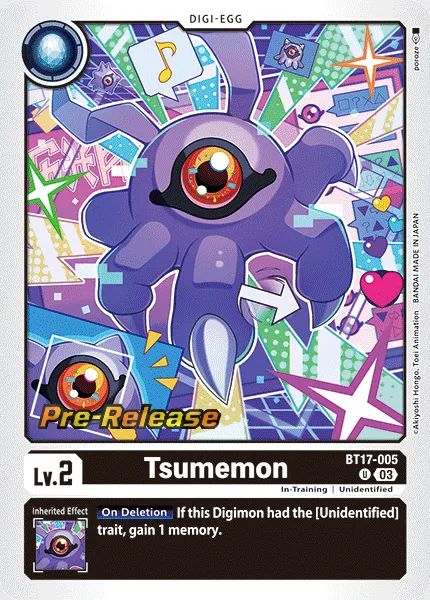 DIGI-EGG
poroze
©Akiyoshi Hongo, Toei Animation BANDAI MADE IN JAPAN
Pre-Release
BT17-005
Lv.2 Tsumemon U 03
In-Training | Unidentified
Inherited Effect
On Deletion If this Digimon had the [Unidentified]
trait, gain 1 memory.